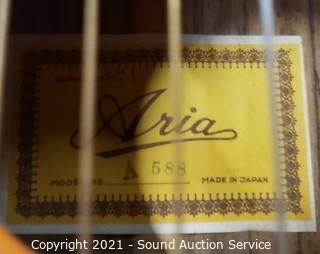 Aria
MODEL NO. A 588 MADE IN JAPAN
Copyright 2021 - Sound Auction Service